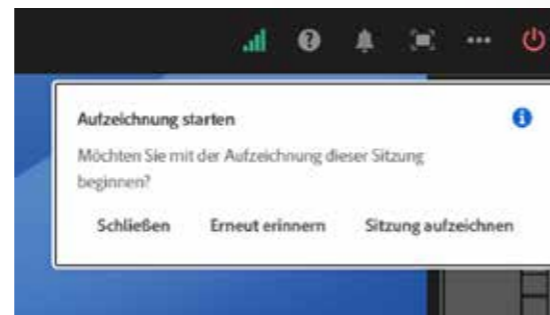 Aufzeichnung starten
Möchten Sie mit der Aufzeichnung dieser Sitzung
beginnen?
Schließen Erneut erinnern Sitzung aufzeichnen